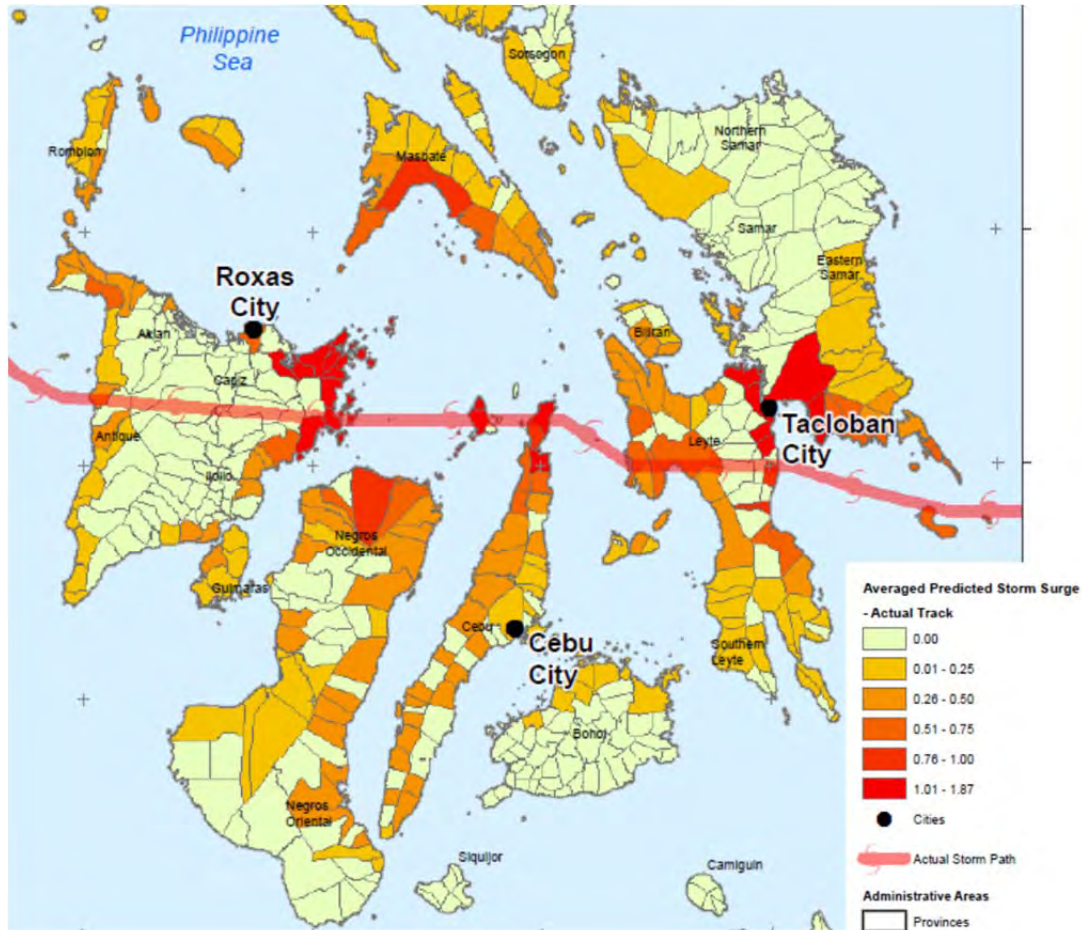 Philippine
Sea
Sorsogon
Romblon
Masbate
Northern
Samar
Samar
Eastern
Samar
Roxas
City
Aklan
Capiz
Biliran
Antique
Iloilo
Leyte
Tacloban
City
Negros
Occidental
Guimaras
Cebu
Cebu
City
Southern
Leyte
Bohol
Negros
Oriental
Siquijor
Camiguin
Averaged Predicted Storm Surge
- Actual Track
0.00
0.01 - 0.25
0.26 - 0.50
0.51 - 0.75
0.76 - 1.00
1.01 - 1.87
Cities
Actual Storm Path
Administrative Areas
Provinces